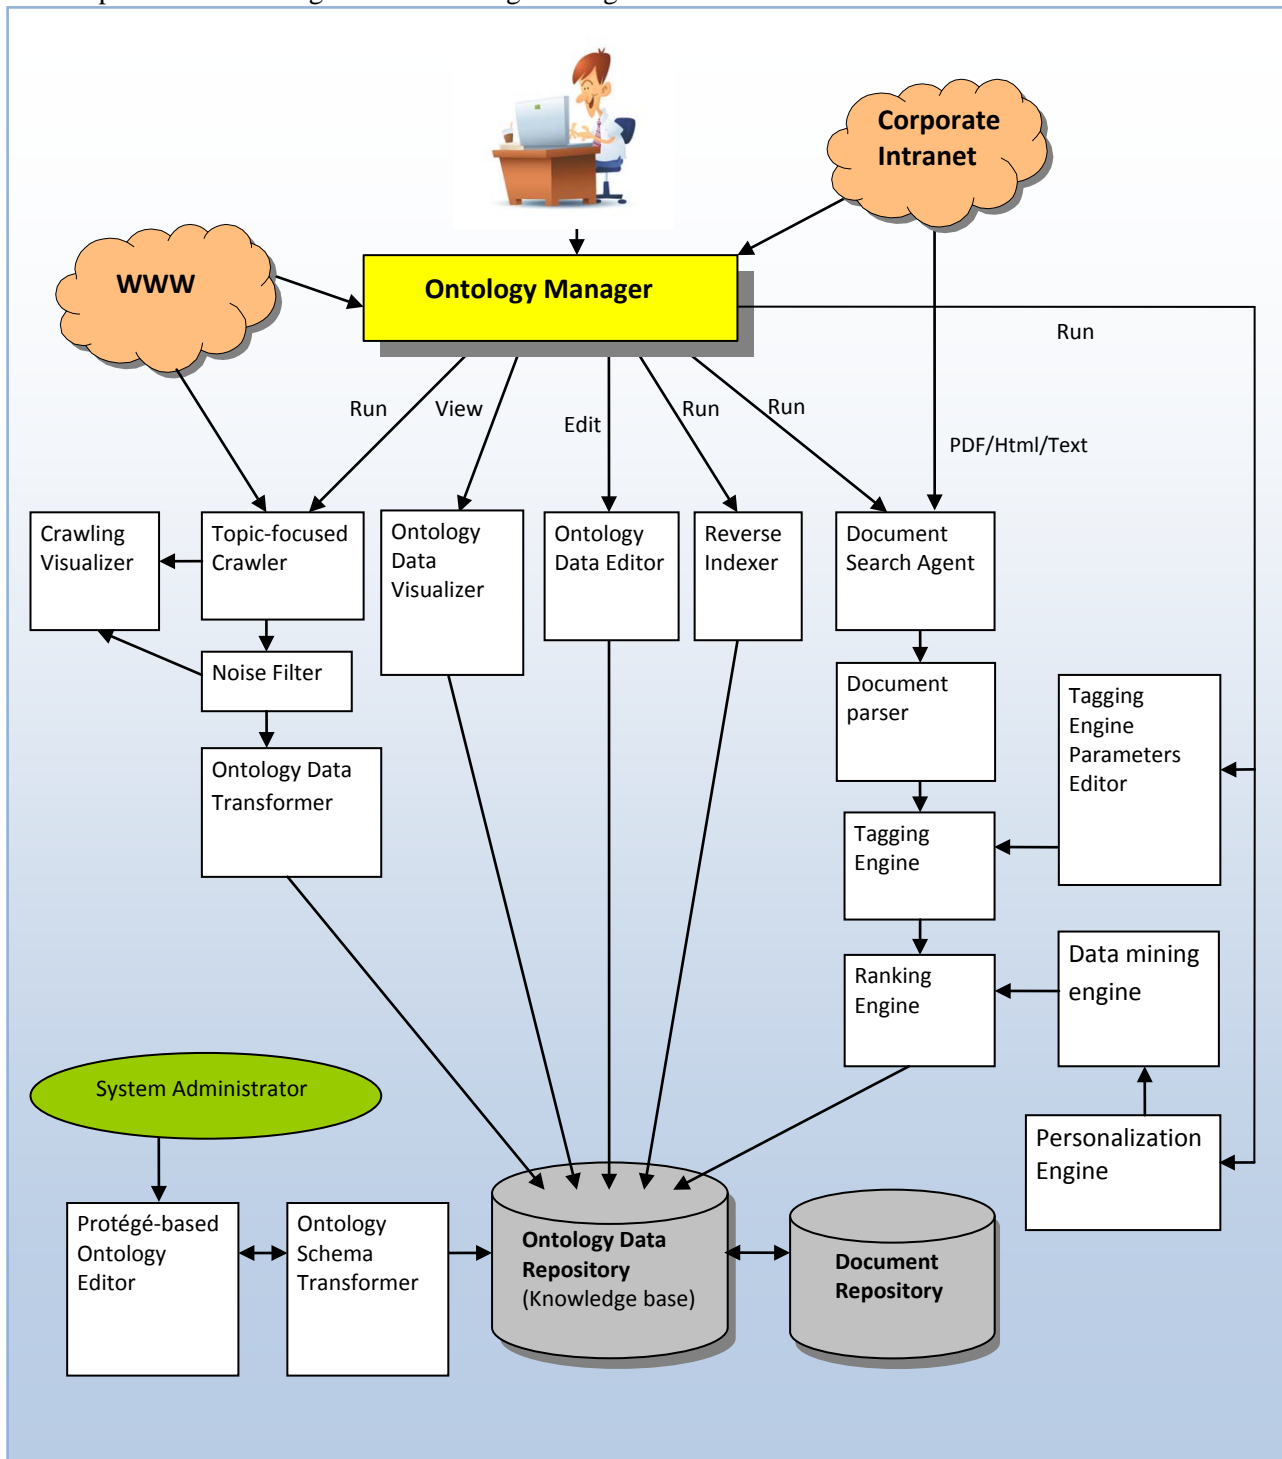 Corporate
Intranet
WWW
Ontology Manager
Run
Run
View
Edit
Run
Run
PDF/Html/Text
Crawling
Visualizer
Topic-focused
Crawler
Ontology
Data
Visualizer
Ontology
Data Editor
Reverse
Indexer
Document
Search Agent
Noise Filter
Document
parser
Tagging
Engine
Parameters
Editor
Ontology Data
Transformer
Tagging
Engine
Ranking
Engine
Data mining
engine
System Administrator
Personalization
Engine
Protégé-based
Ontology
Editor
Ontology
Schema
Transformer
Ontology Data
Repository
(Knowledge base)
Document
Repository